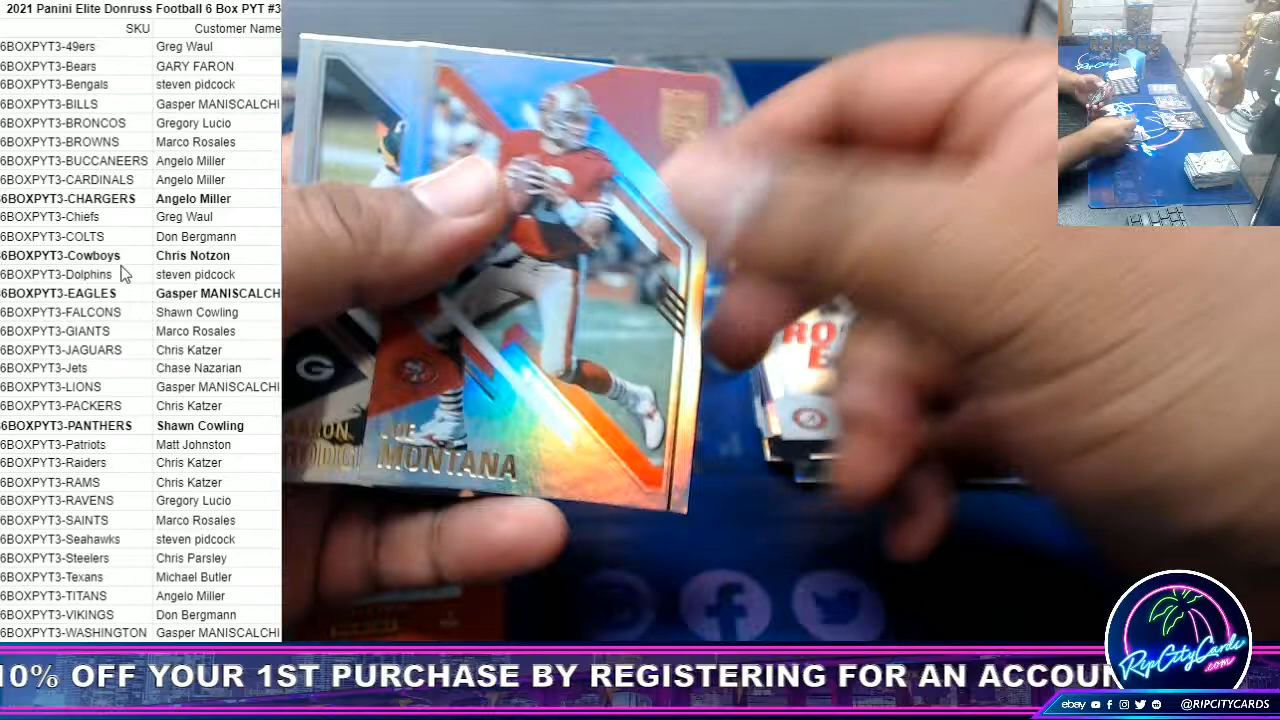 2021 Panini Elite Donruss Football 6 Box PYT #3
SKU Customer Name
6BOXPYT3-49ers Greg Waul
6BOXPYT3-Bears GARY FARON
6BOXPYT3-Bengals steven pidcock
6BOXPYT3-BILLS Gasper MANISCALCHI
6BOXPYT3-BRONCOS Gregory Lucio
6BOXPYT3-BROWNS Marco Rosales
6BOXPYT3-BUCCANEERS Angelo Miller
6BOXPYT3-CARDINALS Angelo Miller
6BOXPYT3-CHARGERS Angelo Miller
6BOXPYT3-Chiefs Greg Waul
6BOXPYT3-COLTS Don Bergmann
6BOXPYT3-Cowboys Chris Notzon
6BOXPYT3-Dolphins steven pidcock
6BOXPYT3-EAGLES Gasper MANISCALCH
6BOXPYT3-FALCONS Shawn Cowling
6BOXPYT3-GIANTS Marco Rosales
6BOXPYT3-JAGUARS Chris Katzer
6BOXPYT3-Jets Chase Nazarian
6BOXPYT3-LIONS Gasper MANISCALCHI
6BOXPYT3-PACKERS Chris Katzer
6BOXPYT3-PANTHERS Shawn Cowling
6BOXPYT3-Patriots Matt Johnston
6BOXPYT3-Raiders Chris Katzer
6BOXPYT3-RAMS Chris Katzer
6BOXPYT3-RAVENS Gregory Lucio
6BOXPYT3-SAINTS Marco Rosales
6BOXPYT3-Seahawks steven pidcock
6BOXPYT3-Steelers Chris Parsley
6BOXPYT3-Texans Michael Butler
6BOXPYT3-TITANS Angelo Miller
6BOXPYT3-VIKINGS Don Bergmann
6BOXPYT3-WASHINGTON Gasper MANISCALCHI
JOE
MONTANA
RO
E
10% OFF YOUR 1ST PURCHASE BY REGISTERING FOR AN ACCOU
RipCityCards
.com
ebay @RIPCITYCARDS